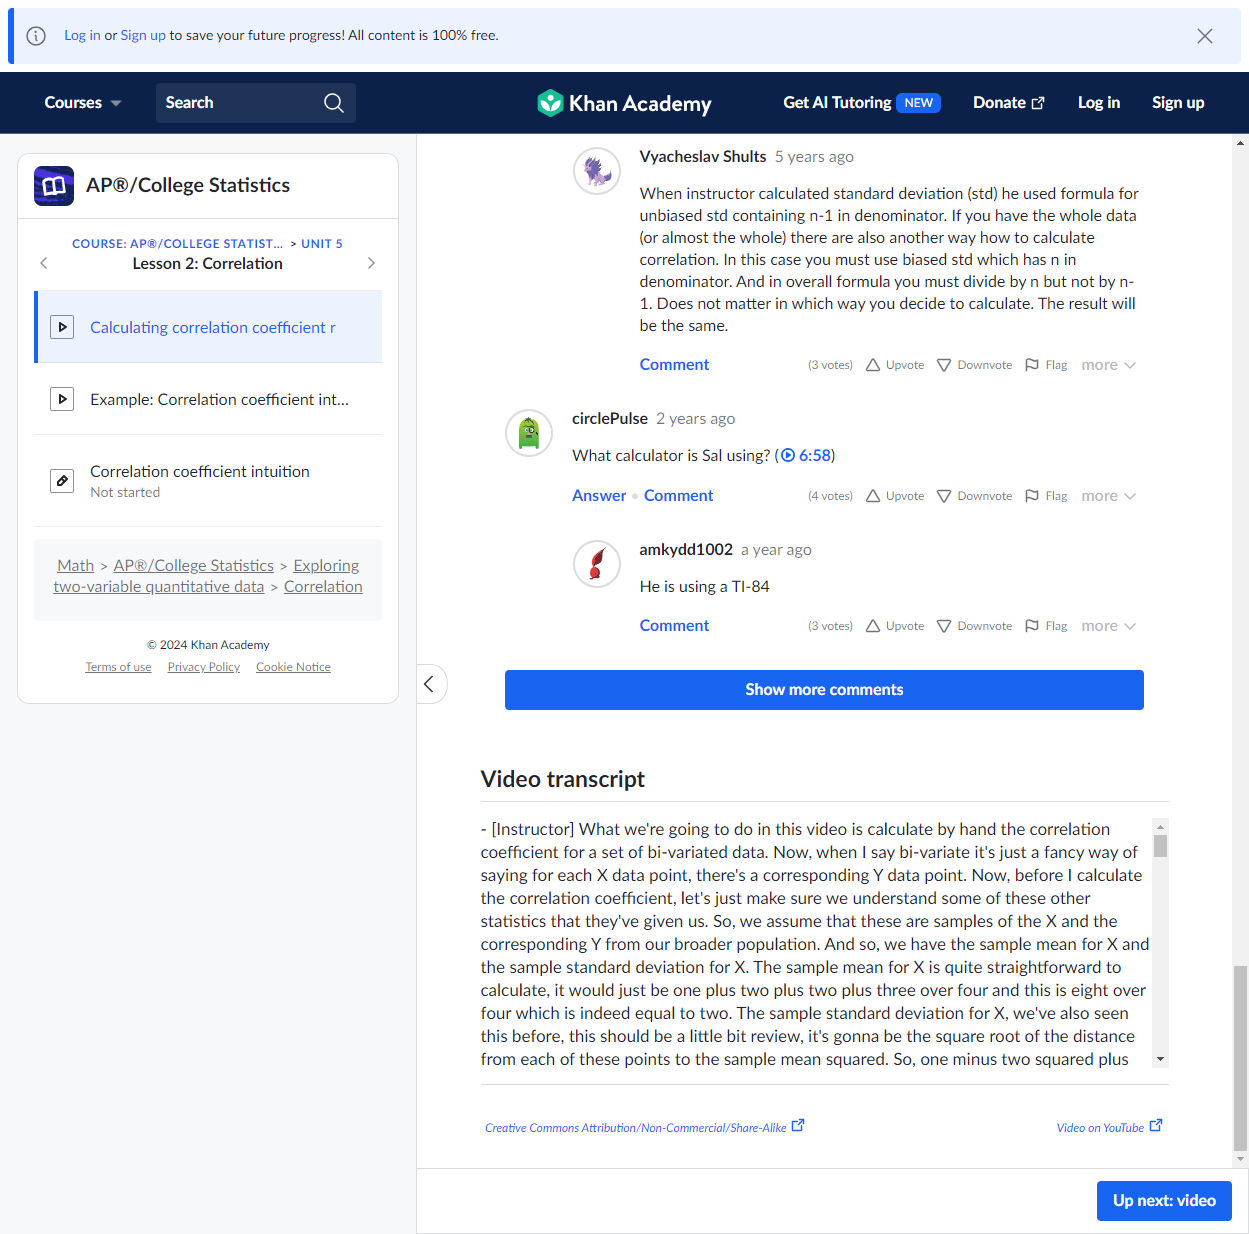 Log in or Sign up to save your future progress! All content is 100% free.
Courses
Search
Khan Academy
Get AI Tutoring NEW
Donate
Log in
Sign up
AP®/College Statistics
COURSE: AP®/COLLEGE STATIST... > UNIT 5
Lesson 2: Correlation
Calculating correlation coefficient r
Example: Correlation coefficient int...
Correlation coefficient intuition
Not started
Math > AP®/College Statistics > Exploring
two-variable quantitative data > Correlation
© 2024 Khan Academy
Terms of use Privacy Policy Cookie Notice
Vyacheslav Shults 5 years ago
When instructor calculated standard deviation (std) he used formula for
unbiased std containing n-1 in denominator. If you have the whole data
(or almost the whole) there are also another way how to calculate
correlation. In this case you must use biased std which has n in
denominator. And in overall formula you must divide by n but not by n-
1. Does not matter in which way you decide to calculate. The result will
be the same.
Comment (3 votes) Upvote Downvote Flag more
circlePulse 2 years ago
What calculator is Sal using? ( 6:58)
Answer • Comment (4 votes) Upvote Downvote Flag more
amkydd1002 a year ago
He is using a TI-84
Comment (3 votes) Upvote Downvote Flag more
Show more comments
Video transcript
- [Instructor] What we're going to do in this video is calculate by hand the correlation
coefficient for a set of bi-variated data. Now, when I say bi-variate it's just a fancy way of
saying for each X data point, there's a corresponding Y data point. Now, before I calculate
the correlation coefficient, let's just make sure we understand some of these other
statistics that they've given us. So, we assume that these are samples of the X and the
corresponding Y from our broader population. And so, we have the sample mean for X and
the sample standard deviation for X. The sample mean for X is quite straightforward to
calculate, it would just be one plus two plus two plus three over four and this is eight over
four which is indeed equal to two. The sample standard deviation for X, we've also seen
this before, this should be a little bit review, it's gonna be the square root of the distance
from each of these points to the sample mean squared. So, one minus two squared plus
Creative Commons Attribution/Non-Commercial/Share-Alike
Video on YouTube
Up next: video